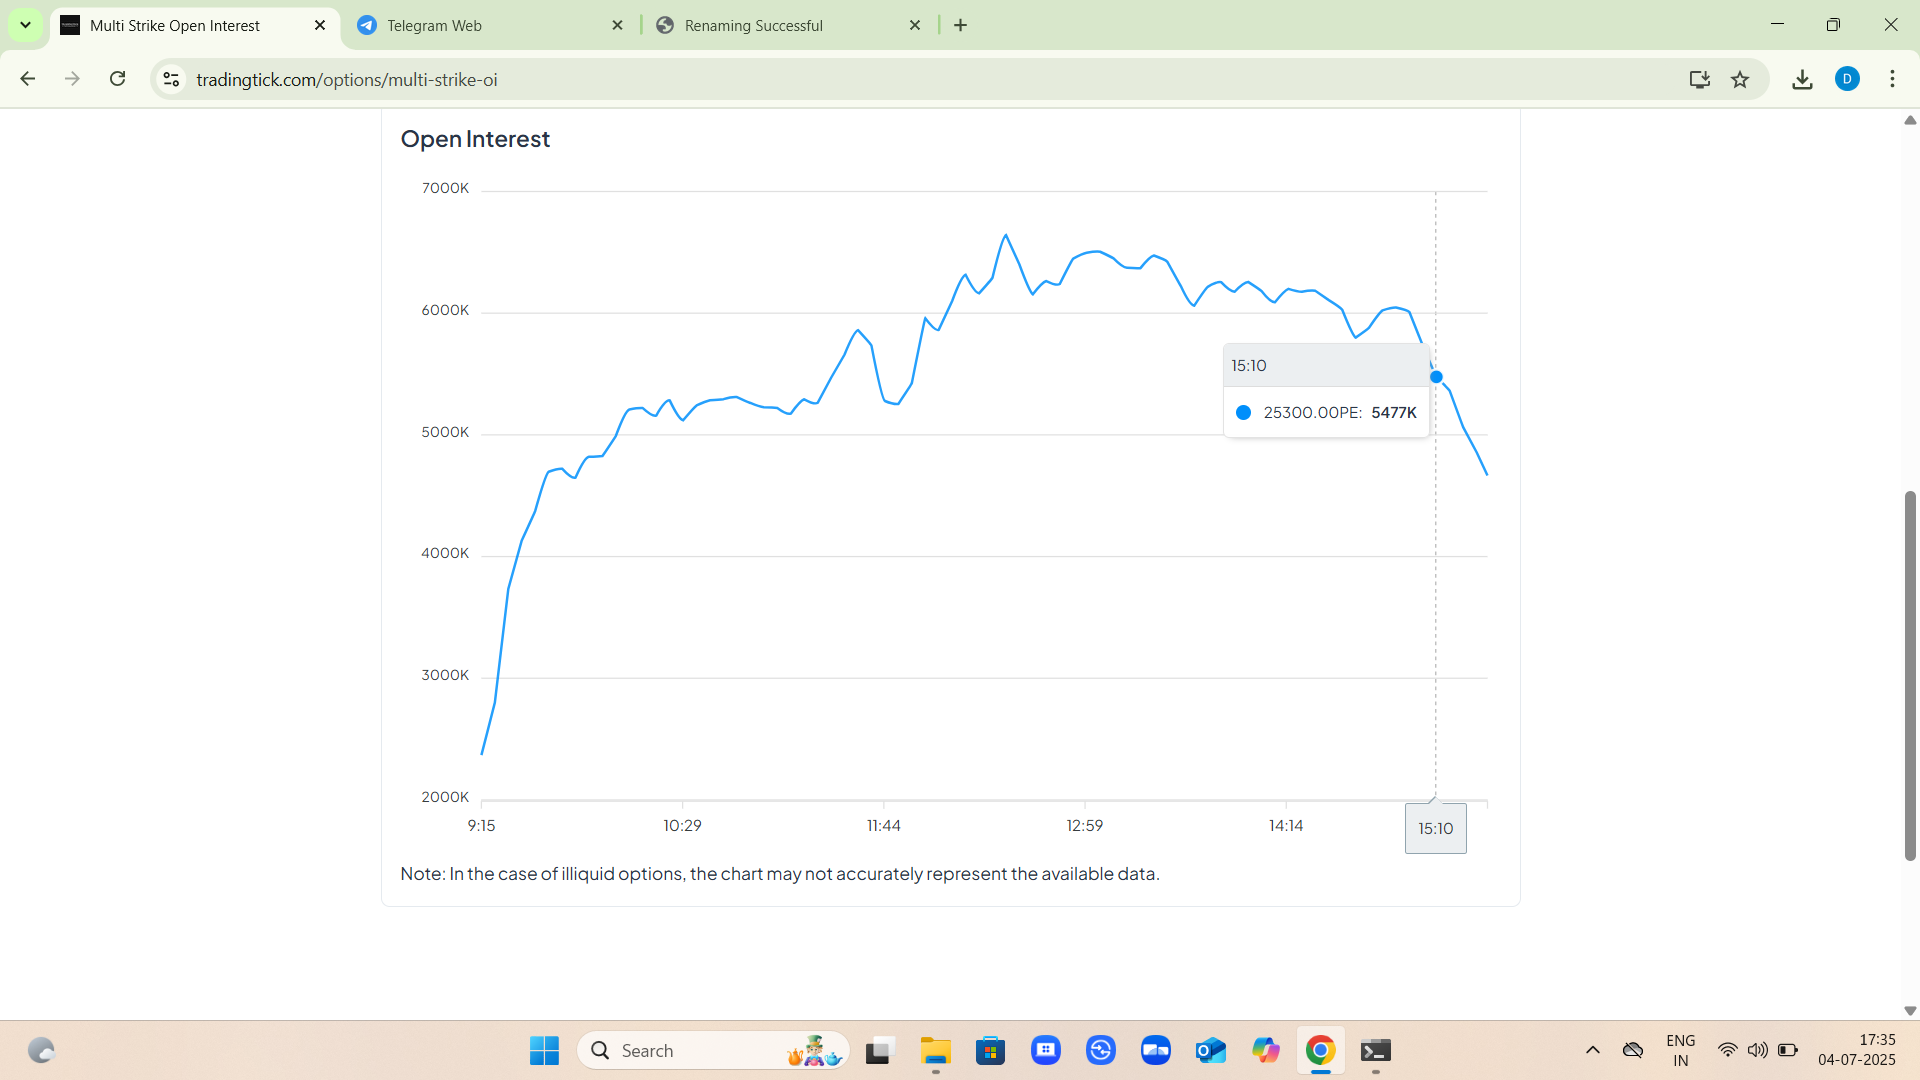 Multi Strike Open Interest
Telegram Web
Renaming Successful
tradingtick.com/options/multi-strike-oi
D
Open Interest
7000K
6000K
5000K
4000K
3000K
2000K
15:10
25300.00PE: 5477K
9:15
10:29
11:44
12:59
14:14
15:10
Note: In the case of illiquid options, the chart may not accurately represent the available data.
Search
ENG
IN
17:35
04-07-2025